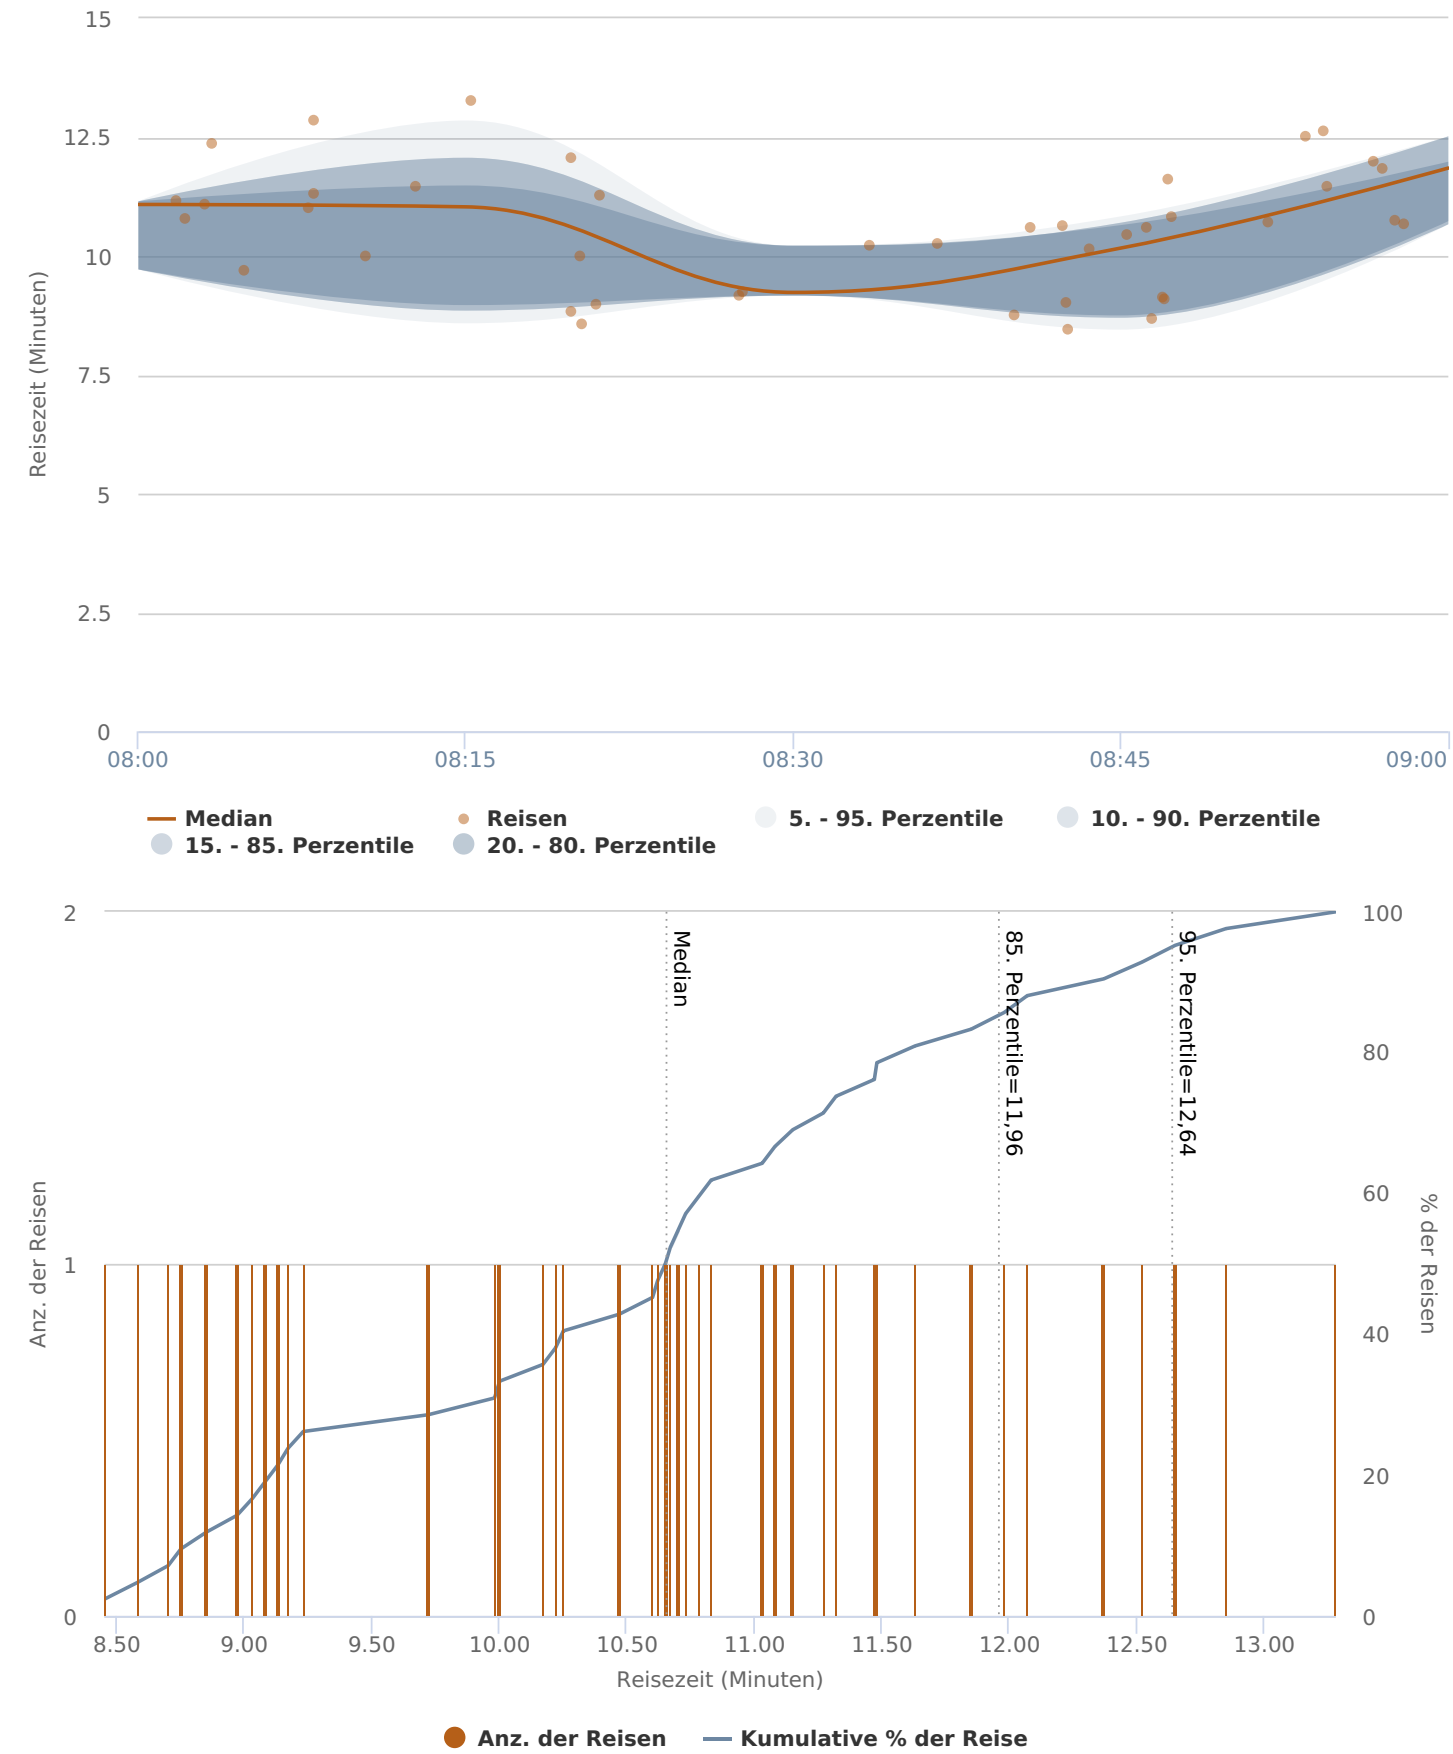 15
12.5
10
7.5
5
2.5
0
Reisezeit (Minuten)
08:00 08:15 08:30 08:45 09:00
Median Reisen 5. - 95. Perzentile 10. - 90. Perzentile
15. - 85. Perzentile 20. - 80. Perzentile
2
1
0
Anz. der Reisen
Median
85. Perzentile=11,96
95. Perzentile=12,64
100
80
60
40
20
0
% der Reisen
8.50 9.00 9.50 10.00 10.50 11.00 11.50 12.00 12.50 13.00
Reisezeit (Minuten)
Anz. der Reisen Kumulative % der Reise